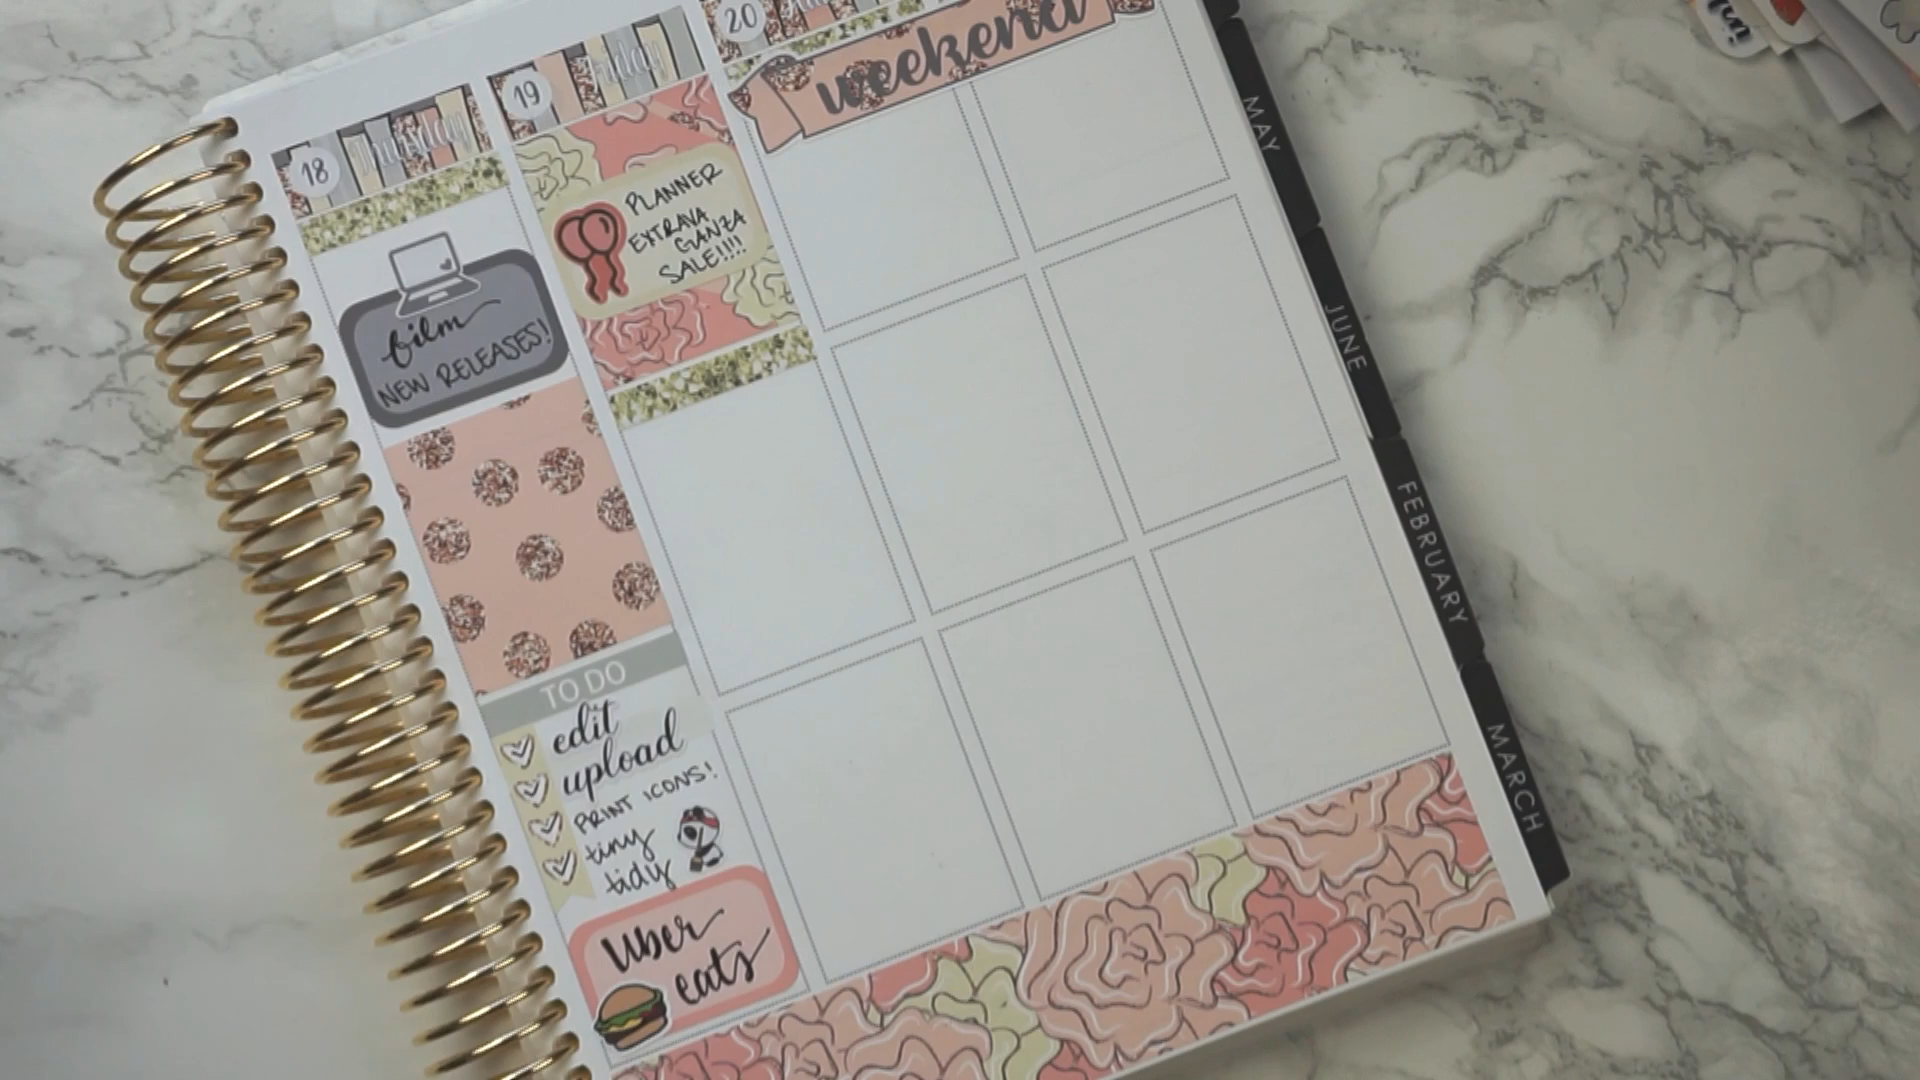 18 Thursday
film
NEW RELEASES!
TO DO
edit
upload
PRINT ICONS!
tiny
tidy
Uber
eats
19 Friday
PLANNER
EXTRAVA
GANZA
SALE!!!!
20
weekend
MAY
JUNE
FEBRUARY
MARCH